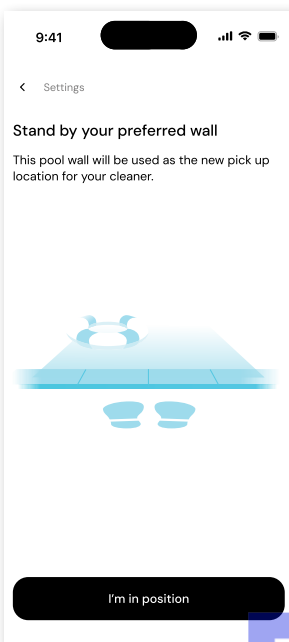 9:41
Settings
Stand by your preferred wall
This pool wall will be used as the new pick up
location for your cleaner.
I'm in position